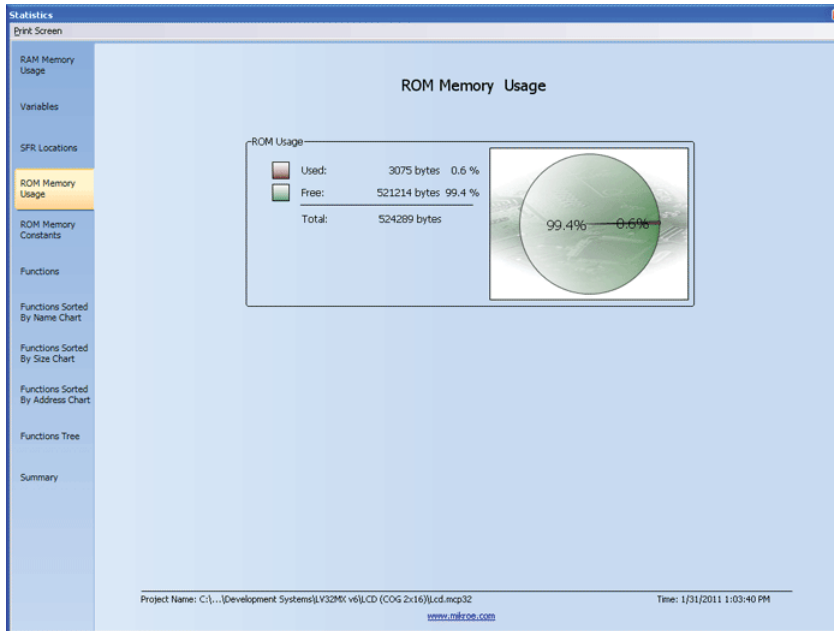 Statistics
Print Screen
RAM Memory
Usage
Variables
SFR Locations
ROM Memory
Usage
ROM Memory
Constants
Functions
Functions Sorted
By Name Chart
Functions Sorted
By Size Chart
Functions Sorted
By Address Chart
Functions Tree
Summary
ROM Memory Usage
ROM Usage
Used: 3075 bytes 0.6 %
Free: 521214 bytes 99.4 %
Total: 524289 bytes
99.4% 0.6%
Project Name: C:\...\Development Systems\LV32MX v6\LCD (COG 2x16)\Lcd.mcp32 Time: 1/31/2011 1:03:40 PM
www.mikroe.com